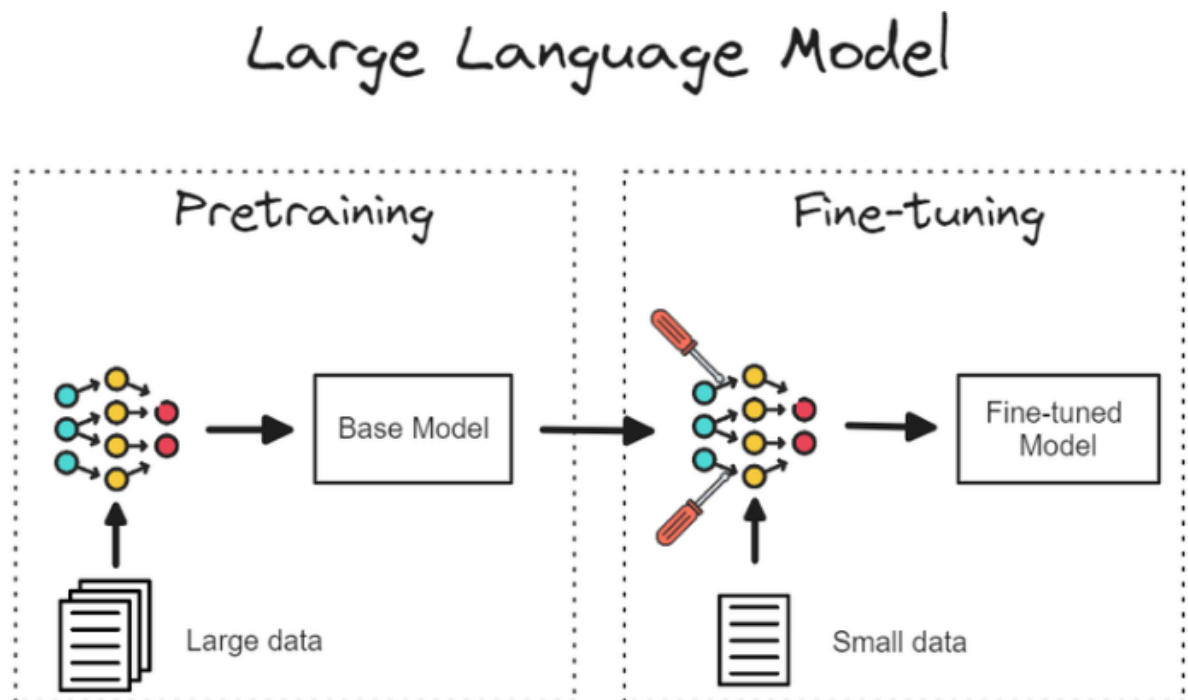 Large Language Model
Pretraining
Base Model
Large data
Fine-tuning
Fine-tuned
Model
Small data